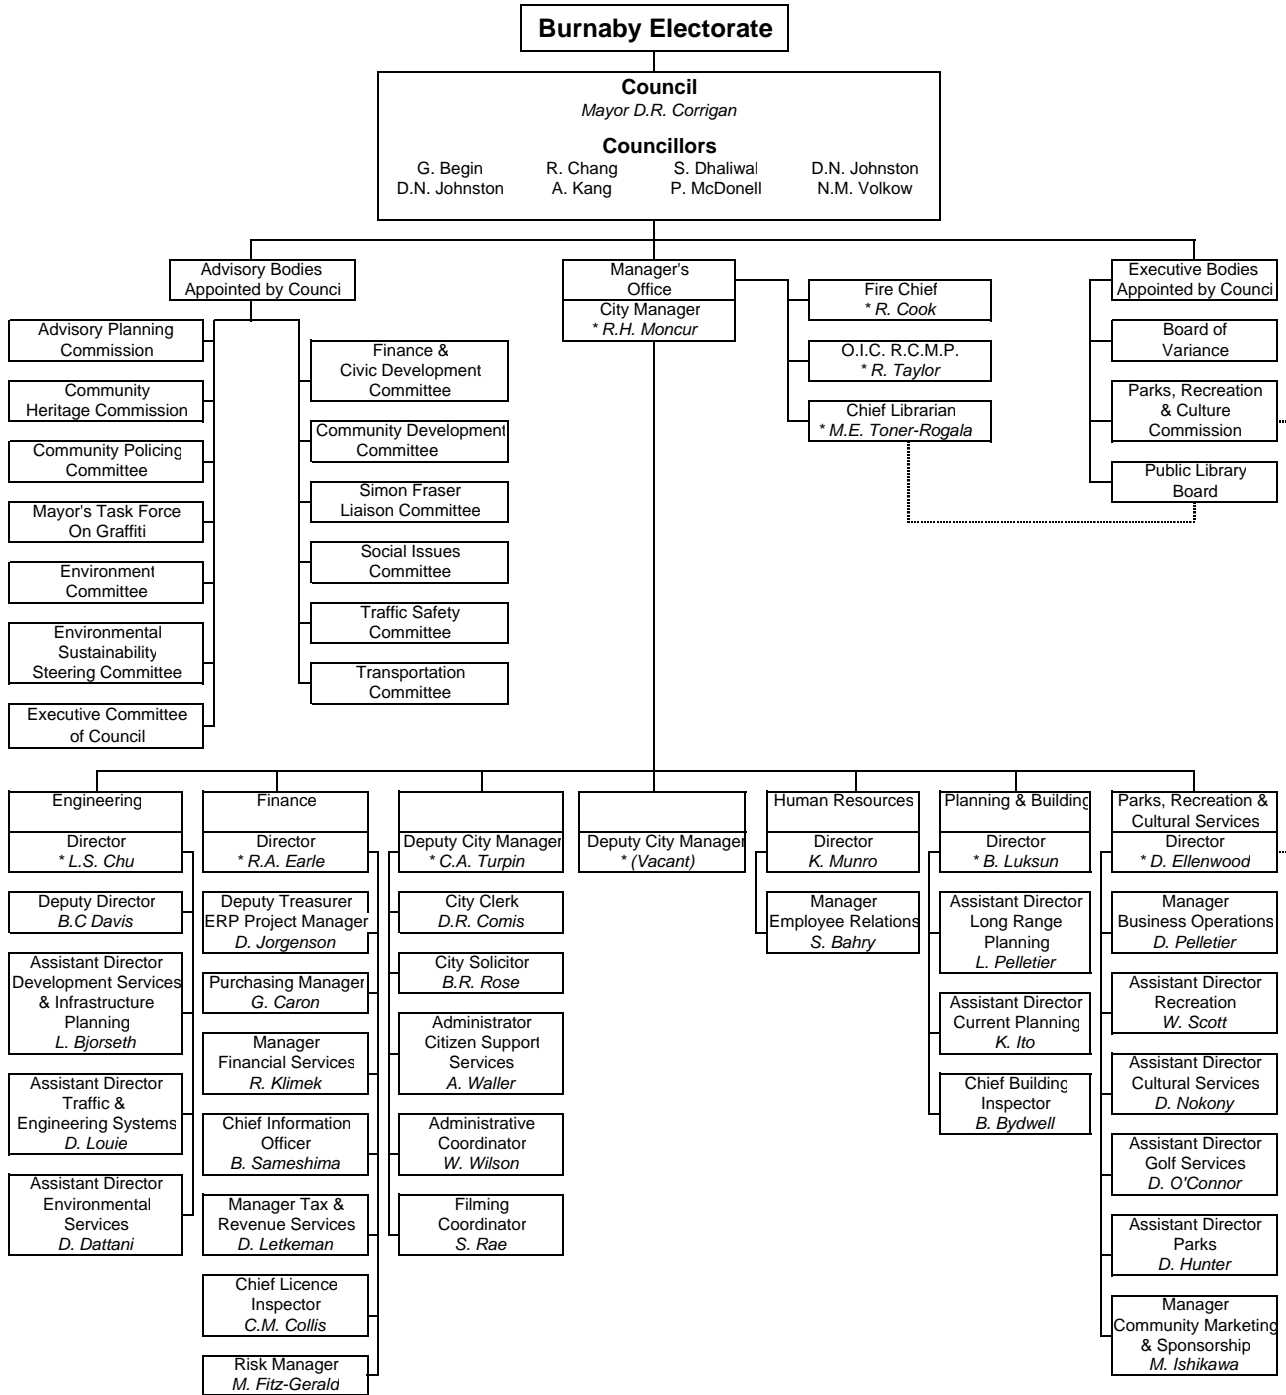 Burnaby Electorate
Council
Mayor D.R. Corrigan
Councillors
G. Begin R. Chang S. Dhaliwal D.N. Johnston
D.N. Johnston A. Kang P. McDonell N.M. Volkow
Advisory Bodies
Appointed by Counci
Manager's
Office
City Manager
* R.H. Moncur
Fire Chief
* R. Cook
O.I.C. R.C.M.P.
* R. Taylor
Chief Librarian
* M.E. Toner-Rogala
Executive Bodies
Appointed by Counci
Board of
Variance
Parks, Recreation
& Culture
Commission
Public Library
Board
Advisory Planning
Commission
Community
Heritage Commission
Community Policing
Committee
Mayor's Task Force
On Graffiti
Environment
Committee
Environmental
Sustainability
Steering Committee
Executive Committee
of Council
Finance &
Civic Development
Committee
Community Development
Committee
Simon Fraser
Liaison Committee
Social Issues
Committee
Traffic Safety
Committee
Transportation
Committee
Engineering
Director
* L.S. Chu
Deputy Director
B.C Davis
Assistant Director
Development Services
& Infrastructure
Planning
L. Bjorseth
Assistant Director
Traffic &
Engineering Systems
D. Louie
Assistant Director
Environmental
Services
D. Dattani
Finance
Director
* R.A. Earle
Deputy Treasurer
ERP Project Manager
D. Jorgenson
Purchasing Manager
G. Caron
Manager
Financial Services
R. Klimek
Chief Information
Officer
B. Sameshima
Manager Tax &
Revenue Services
D. Letkeman
Chief Licence
Inspector
C.M. Collis
Risk Manager
M. Fitz-Gerald
Deputy City Manager
* C.A. Turpin
City Clerk
D.R. Comis
City Solicitor
B.R. Rose
Administrator
Citizen Support
Services
A. Waller
Administrative
Coordinator
W. Wilson
Filming
Coordinator
S. Rae
Deputy City Manager
* (Vacant)
Human Resources
Director
K. Munro
Manager
Employee Relations
S. Bahry
Planning & Building
Director
* B. Luksun
Assistant Director
Long Range
Planning
L. Pelletier
Assistant Director
Current Planning
K. Ito
Chief Building
Inspector
B. Bydwell
Parks, Recreation &
Cultural Services
Director
* D. Ellenwood
Manager
Business Operations
D. Pelletier
Assistant Director
Recreation
W. Scott
Assistant Director
Cultural Services
D. Nokony
Assistant Director
Golf Services
D. O'Connor
Assistant Director
Parks
D. Hunter
Manager
Community Marketing
& Sponsorship
M. Ishikawa